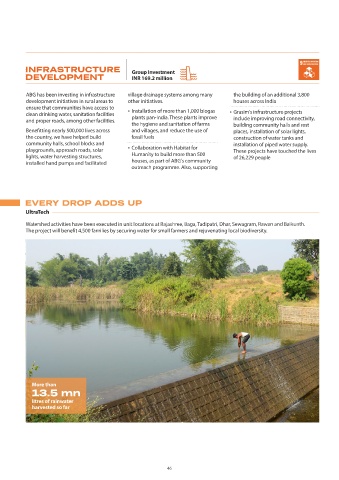 INFRASTRUCTURE
DEVELOPMENT
Group investment
INR 169.2 million
ABG has been investing in infrastructure
development initiatives in rural areas to
ensure that communities have access to
clean drinking water, sanitation facilities
and proper roads, among other facilities.
Benefitting nearly 500,000 lives across
the country, we have helped build
community halls, school blocks and
playgrounds, approach roads, solar
lights, water harvesting structures,
installed hand pumps and facilitated
village drainage systems among many
other initiatives.
• Installation of more than 1,000 biogas
plants pan-India. These plants improve
the hygiene and sanitation of farms
and villages, and reduce the use of
fossil fuels
• Collaboration with Habitat for
Humanity to build more than 500
houses, as part of ABG's community
outreach programme. Also, supporting
the building of an additional 3,800
houses across India
• Grasim's infrastructure projects
include improving road connectivity,
building community halls and rest
places, installation of solar lights,
construction of water tanks and
installation of piped water supply.
These projects have touched the lives
of 26,229 people
EVERY DROP ADDS UP
UltraTech
Watershed activities have been executed in unit locations at Rajashree, Baga, Tadipatri, Dhar, Sewagram, Rawan and Baikunth.
The project will benefit 4,500 families by securing water for small farmers and rejuvenating local biodiversity.
More than
13.5 mn
litres of rainwater
harvested so far
46